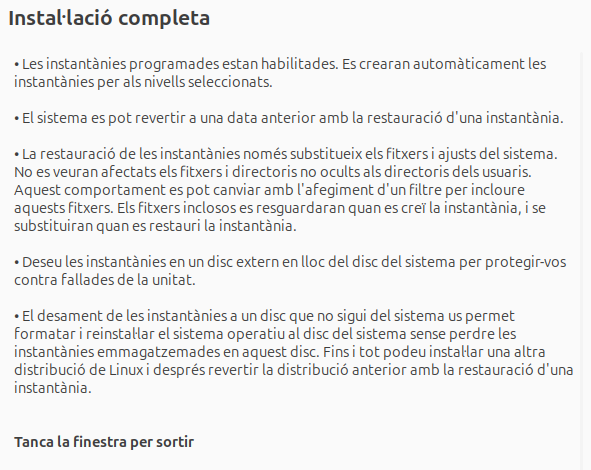 Instal·lació completa
• Les instantànies programades estan habilitades. Es crearan automàticament les
instantànies per als nivells seleccionats.
• El sistema es pot revertir a una data anterior amb la restauració d'una instantània.
• La restauració de les instantànies només substitueix els fitxers i ajusts del sistema.
No es veuran afectats els fitxers i directoris no ocults als directoris dels usuaris.
Aquest comportament es pot canviar amb l'afegiment d'un filtre per incloure
aquests fitxers. Els fitxers inclosos es resguardaran quan es creï la instantània, i se
substituiran quan es restauri la instantània.
• Deseu les instantànies en un disc extern en lloc del disc del sistema per protegir-vos
contra fallades de la unitat.
• El desament de les instantànies a un disc que no sigui del sistema us permet
formatar i reinstal·lar el sistema operatiu al disc del sistema sense perdre les
instantànies emmagatzemades en aquest disc. Fins i tot podeu instal·lar una altra
distribució de Linux i després revertir la distribució anterior amb la restauració d'una
instantània.
Tanca la finestra per sortir